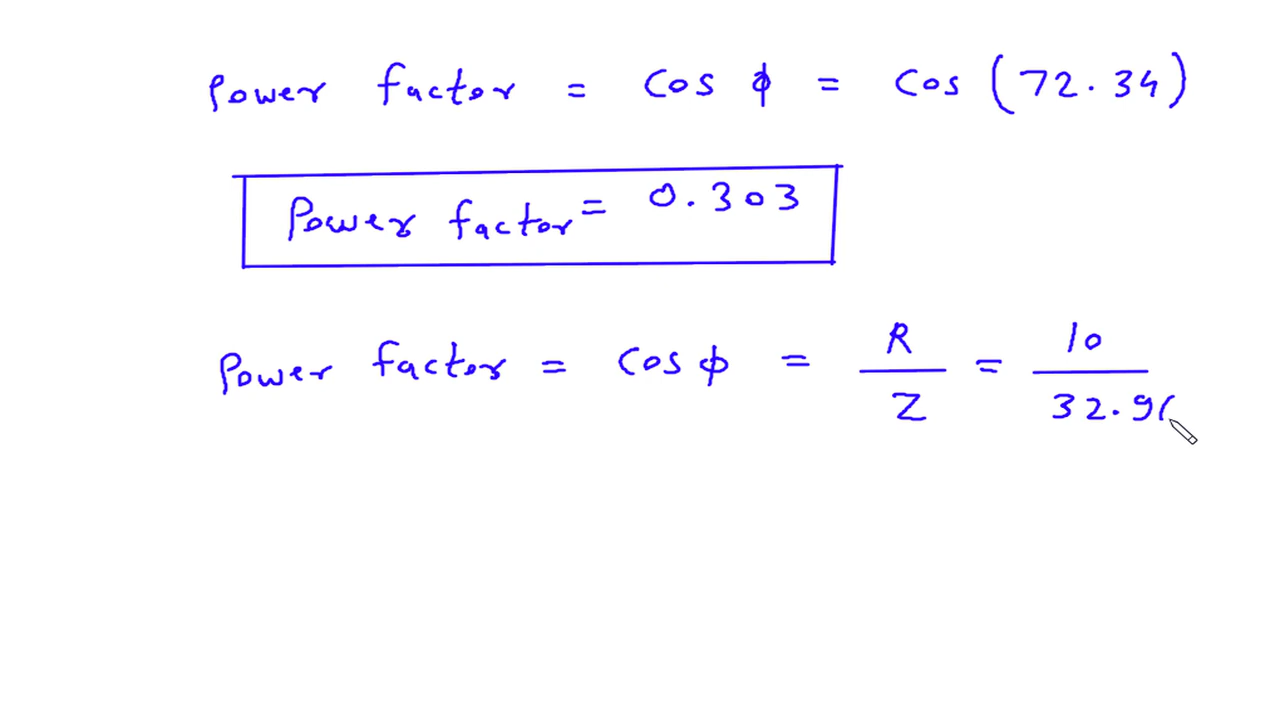 Power factor = cos ϕ = cos (72.34)
Power factor = 0.303
Power factor = cos ϕ = R/Z = 10/32.9